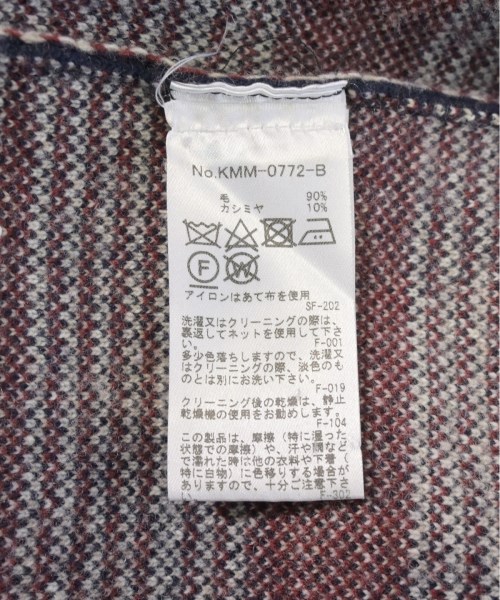 No.KMM-0772-B
毛 90%
カシミヤ 10%
F W
アイロンはあて布を使用
SF-202
洗濯又はクリーニングの際は、
裏返してネットを使用して下さ
い。 F-001
多少色落ちしますので、洗濯又
はクリーニングの際、淡色のも
のとは別にお洗い下さい。
F-019
クリーニング後の乾燥は、静止
乾燥機の使用をお勧めします。
F-104
この製品は、摩擦（特に湿った
状態での摩擦）や、汗や雨など
で濡れた時は他の衣料や下着（
特に白物）に色移りする場合が
ありますので、十分ご注意下さい
F-302